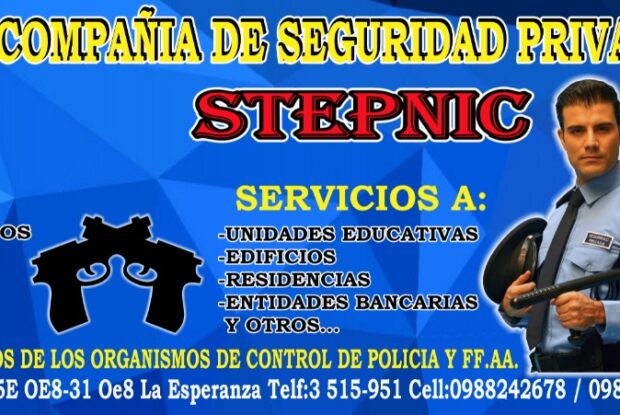 COMPAÑIA DE SEGURIDAD PRIVA
STEPNIC
SERVICIOS A:
OS
-UNIDADES EDUCATIVAS
-EDIFICIOS
-RESIDENCIAS
-ENTIDADES BANCARIAS
Y OTROS...
OS DE LOS ORGANISMOS DE CONTROL DE POLICIA Y FF.AA.
5E OE8-31 Oe8 La Esperanza Telf:3 515-951 Cell:0988242678 / 098